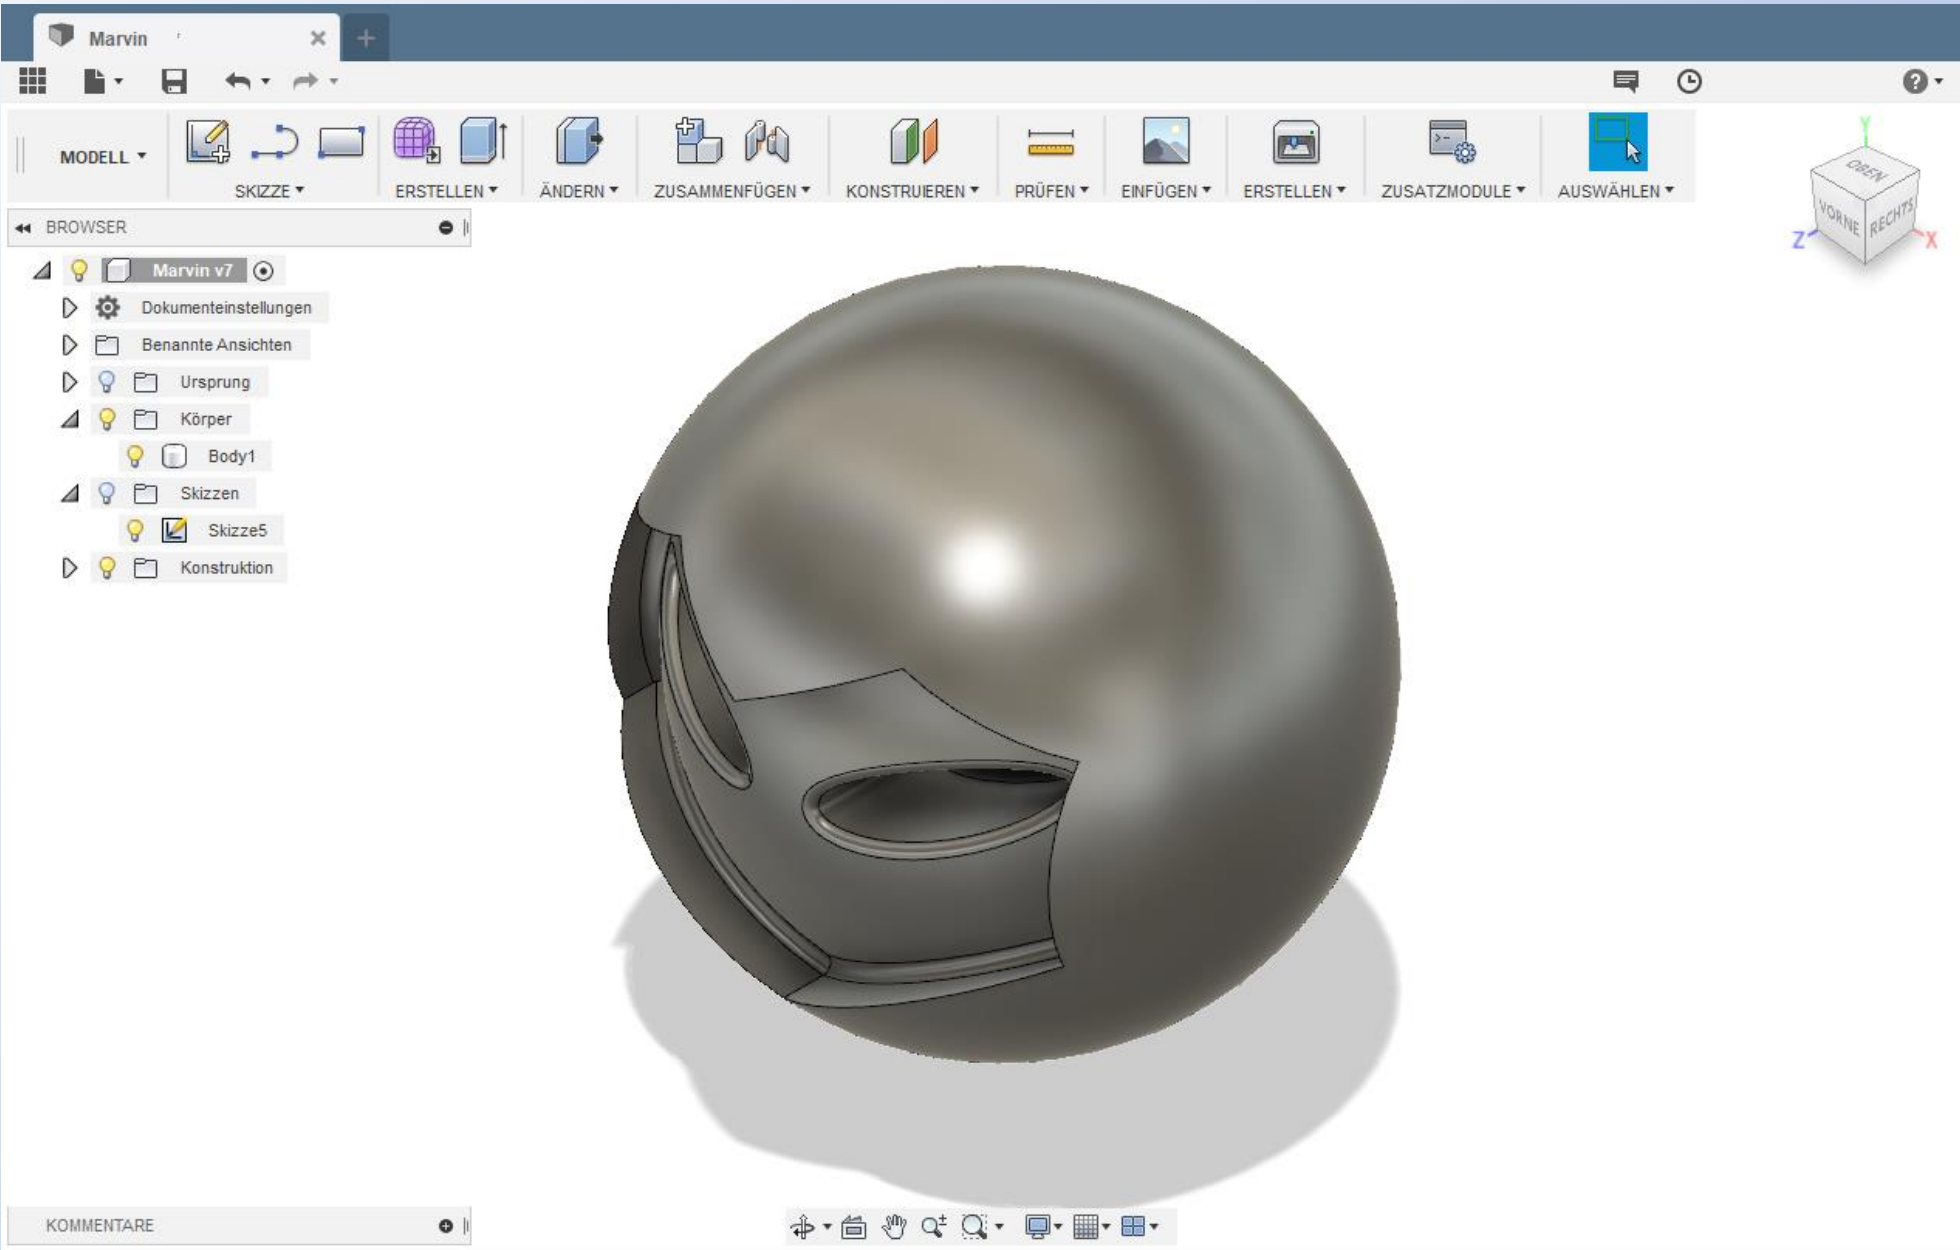 Marvin
MODELL
SKIZZE
ERSTELLEN
ÄNDERN
ZUSAMMENFÜGEN
KONSTRUIEREN
PRÜFEN
EINFÜGEN
ERSTELLEN
ZUSATZMODULE
AUSWÄHLEN
Y
OBEN
VORNE
RECHTS
Z
X
BROWSER
Marvin v7
Dokumenteinstellungen
Benannte Ansichten
Ursprung
Körper
Body1
Skizzen
Skizze5
Konstruktion
KOMMENTARE